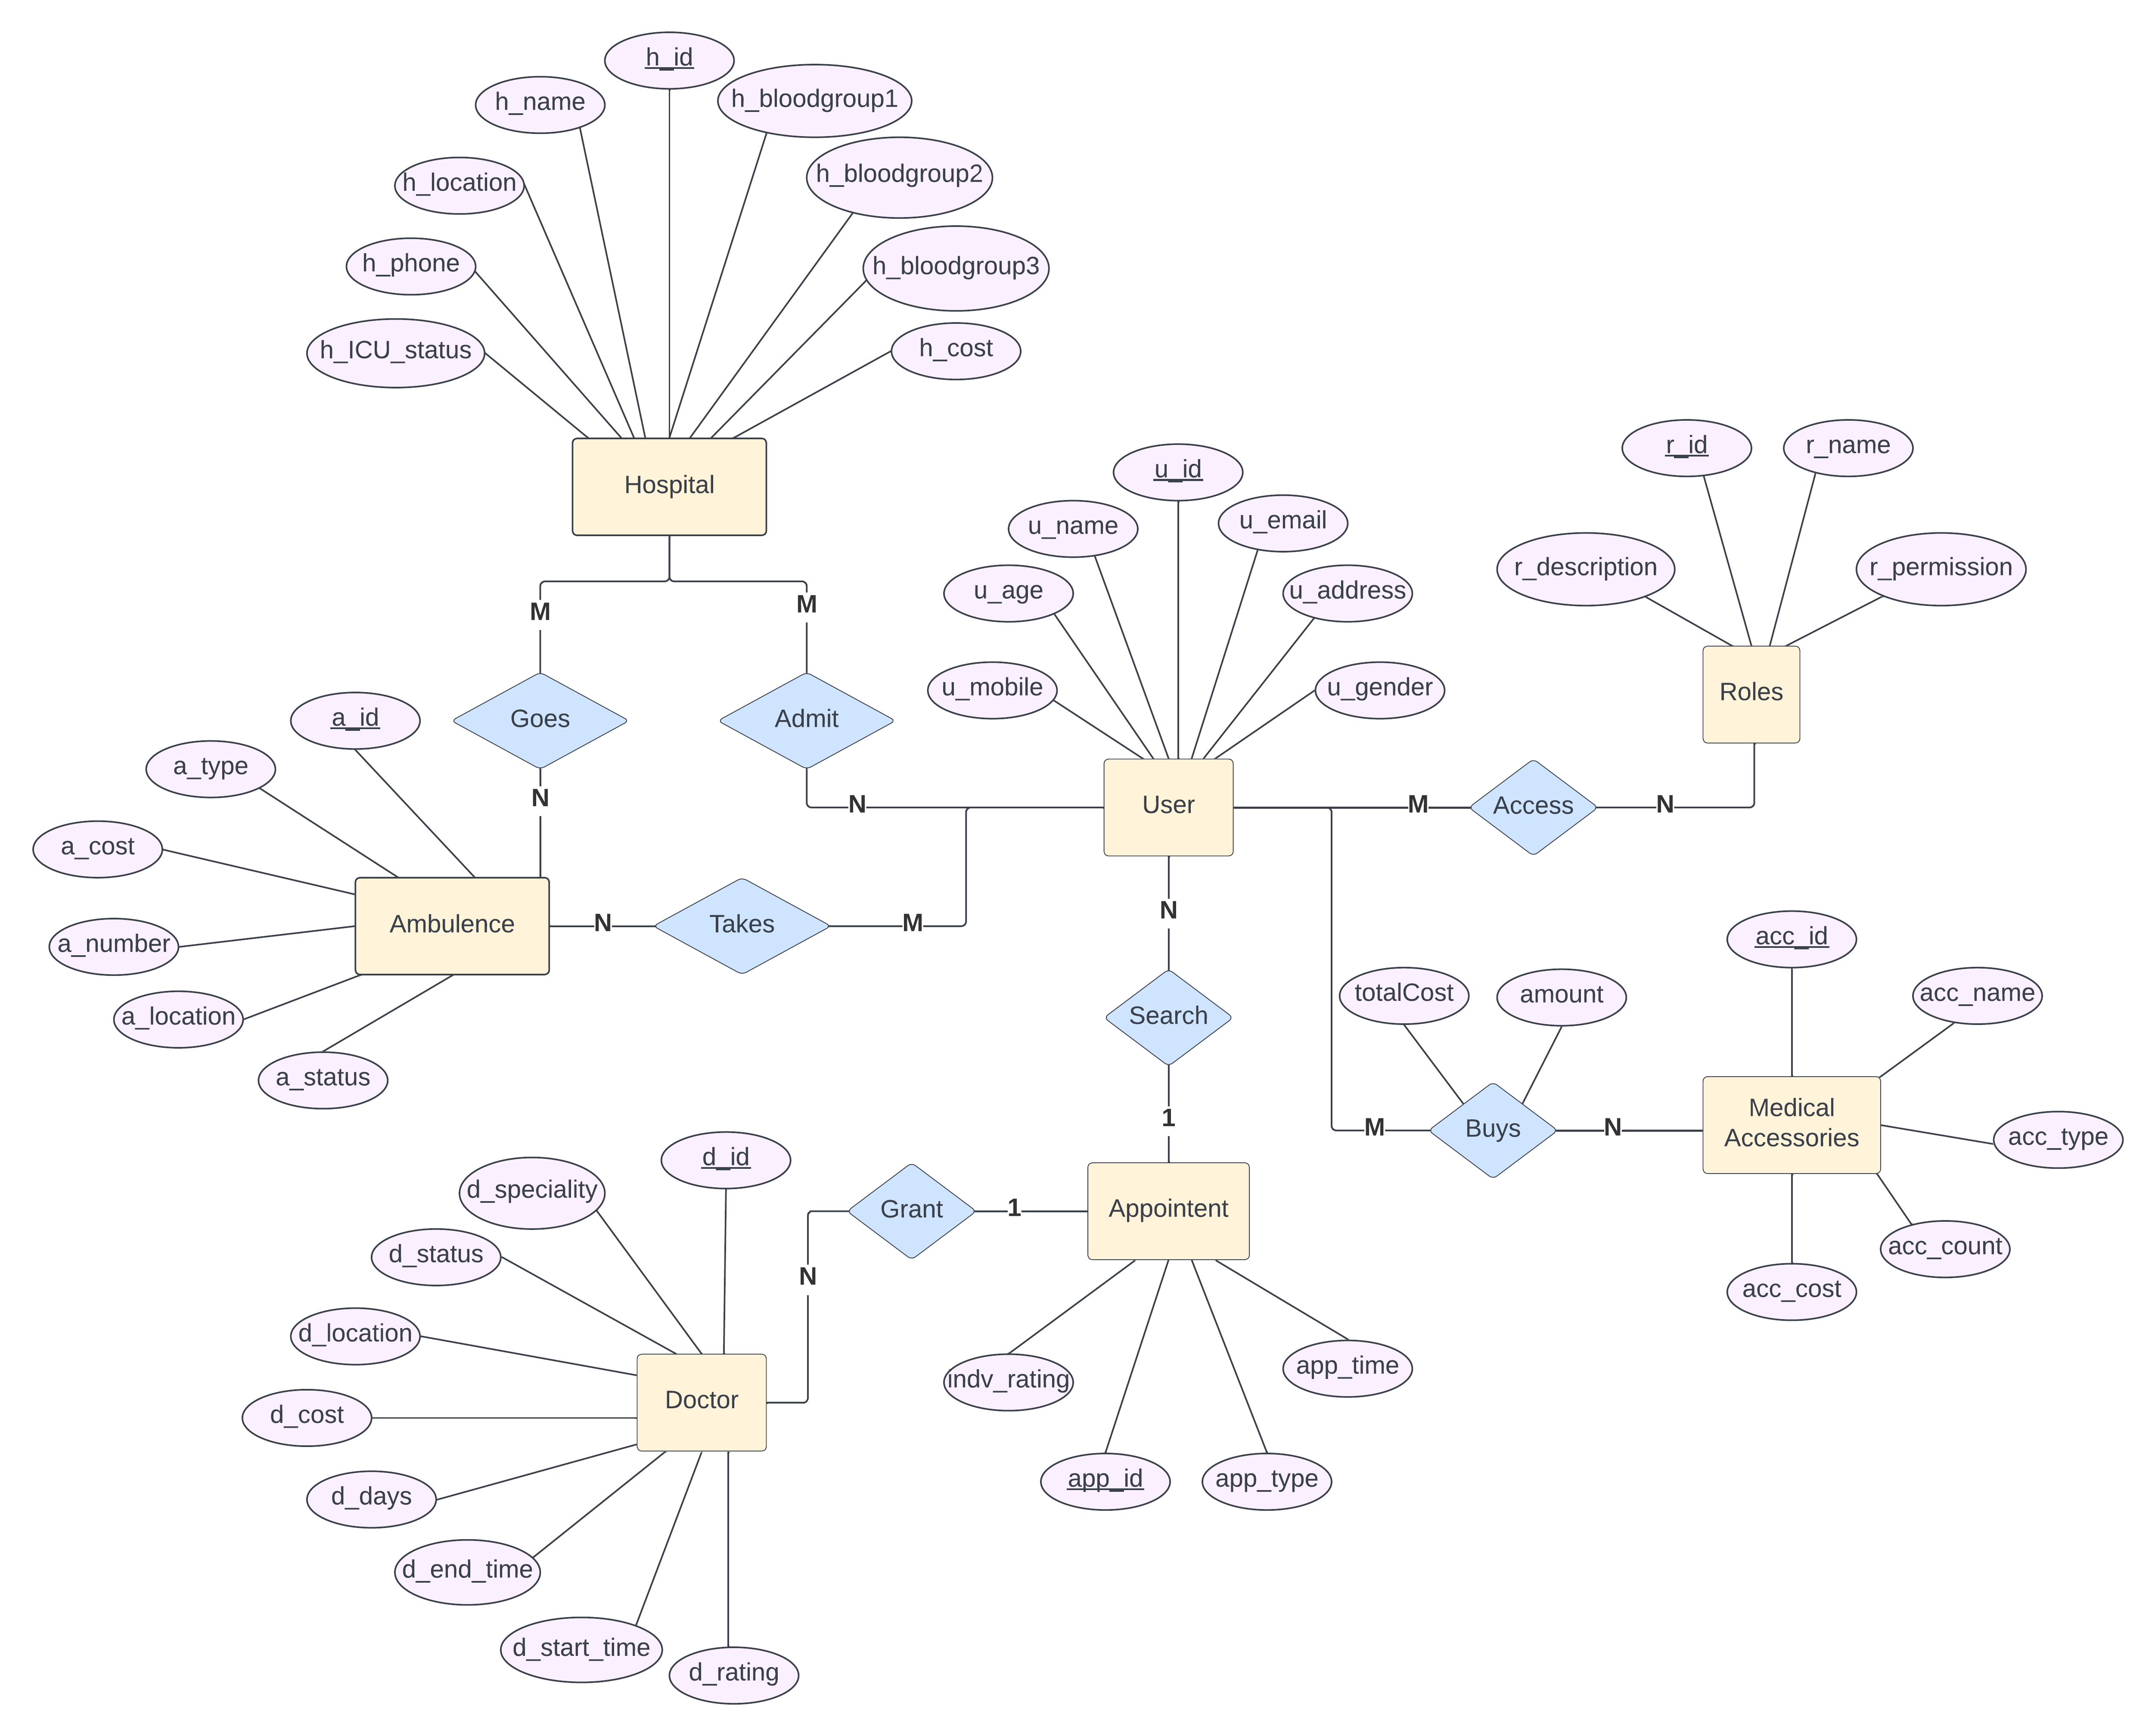 h_id
h_name
h_bloodgroup1
h_location
h_bloodgroup2
h_phone
h_bloodgroup3
h_ICU_status
h_cost
Hospital
M
M
Goes
Admit
N
N
u_id
u_name
u_email
u_age
u_address
u_mobile
u_gender
User
r_id
r_name
r_description
r_permission
Roles
M
Access
N
a_id
a_type
a_cost
a_number
a_location
a_status
Ambulence
N
Takes
M
N
Search
1
totalCost
amount
M
Buys
N
acc_id
acc_name
Medical
Accessories
acc_type
acc_count
acc_cost
d_id
d_speciality
d_status
d_location
d_cost
d_days
d_end_time
d_start_time
d_rating
Doctor
N
Grant
1
Appointent
indv_rating
app_time
app_id
app_type